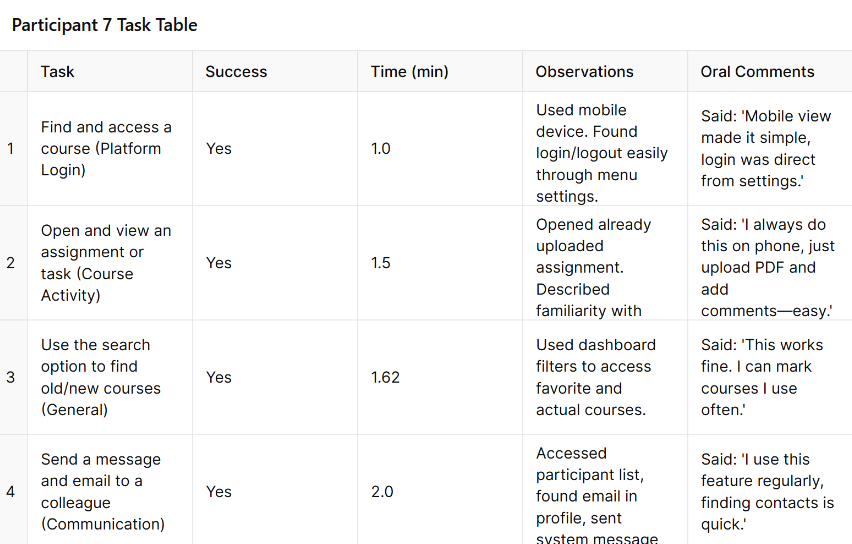 Participant 7 Task Table
Task Success Time (min) Observations Oral Comments
1
Find and access a
course (Platform
Login)
Yes
1.0
Used mobile
device. Found
login/logout easily
through menu
settings.
Said: 'Mobile view
made it simple,
login was direct
from settings.'
2
Open and view an
assignment or
task (Course
Activity)
Yes
1.5
Opened already
uploaded
assignment.
Described
familiarity with
Said: 'I always do
this on phone, just
upload PDF and
add
comments—easy.'
3
Use the search
option to find
old/new courses
(General)
Yes
1.62
Used dashboard
filters to access
favorite and
actual courses.
Said: 'This works
fine. I can mark
courses I use
often.'
4
Send a message
and email to a
colleague
(Communication)
Yes
2.0
Accessed
participant list,
found email in
profile, sent
system message
Said: 'I use this
feature regularly,
finding contacts is
quick.'